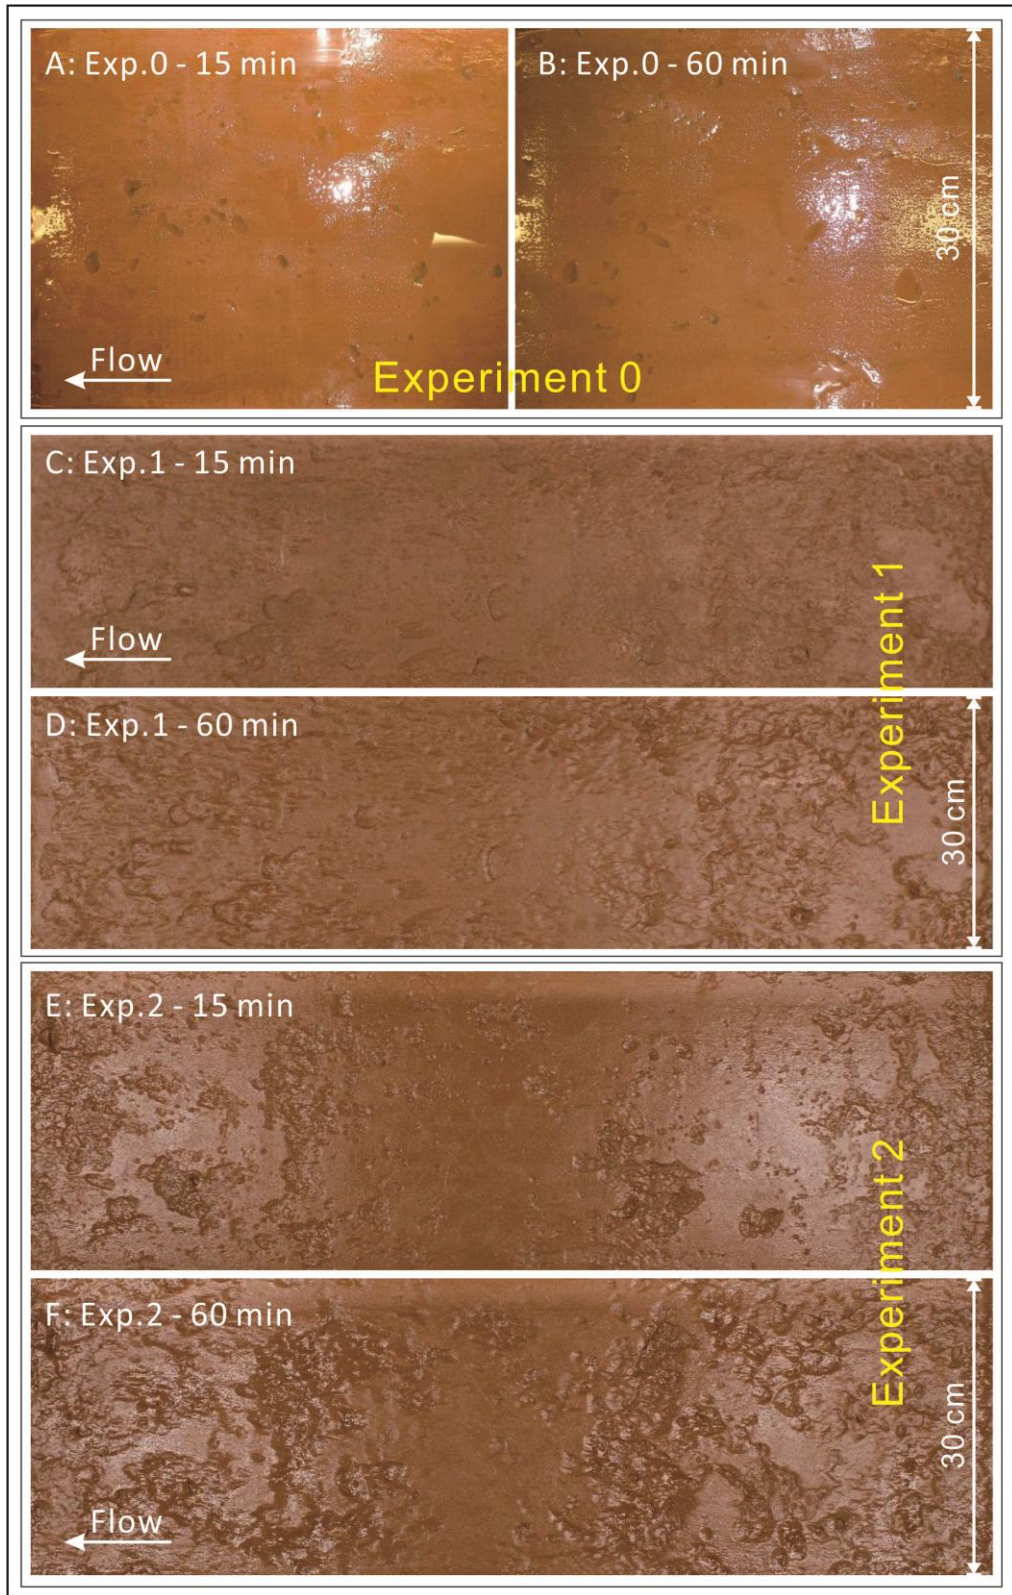 A: Exp.0 - 15 min
B: Exp.0 - 60 min
30 cm
Flow
Experiment 0
C: Exp.1 - 15 min
Flow
Experiment 1
D: Exp.1 - 60 min
30 cm
E: Exp.2 - 15 min
Experiment 2
F: Exp.2 - 60 min
30 cm
Flow